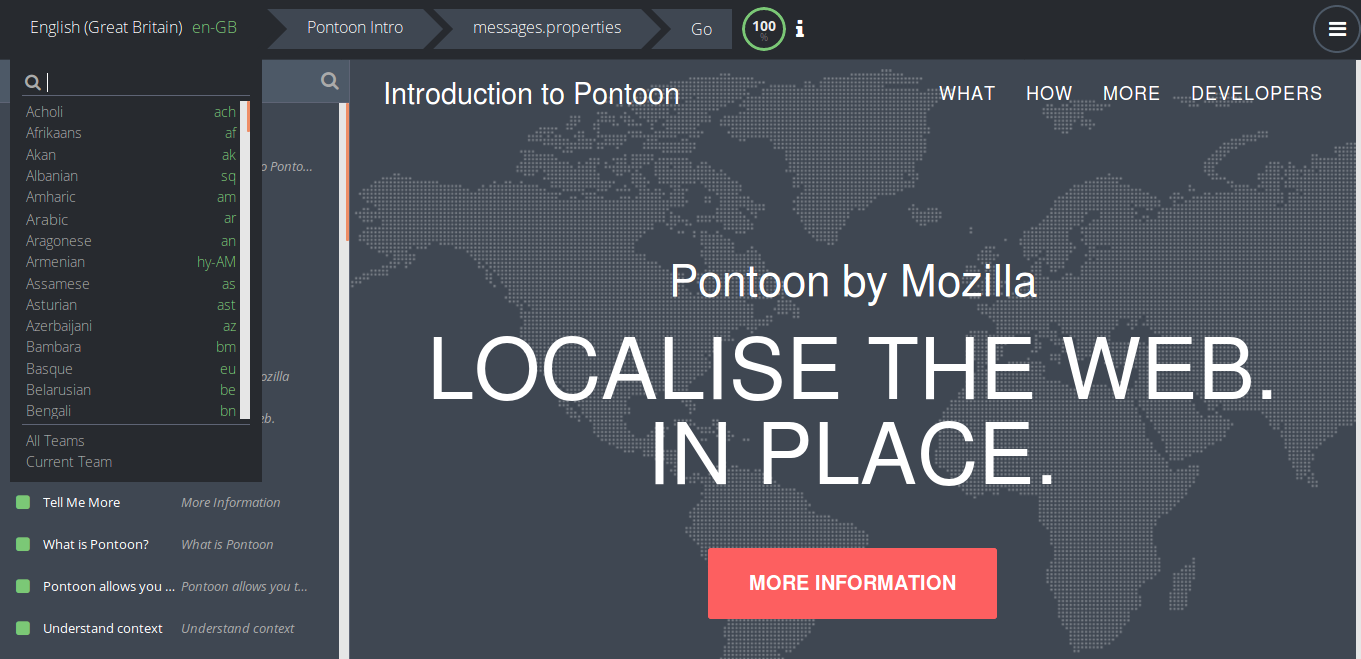 English (Great Britain) en-GB
Pontoon Intro
messages.properties
Go
100
%
Acholi ach
Afrikaans af
Akan ak
Albanian sq
Amharic am
Arabic ar
Aragonese an
Armenian hy-AM
Assamese as
Asturian ast
Azerbaijani az
Bambara bm
Basque eu
Belarusian be
Bengali bn
All Teams
Current Team
o Ponto...
ozilla
eb.
Tell Me More More Information
What is Pontoon? What is Pontoon
Pontoon allows you ... Pontoon allows you t...
Understand context Understand context
Introduction to Pontoon
WHAT HOW MORE DEVELOPERS
Pontoon by Mozilla
LOCALISE THE WEB.
IN PLACE.
MORE INFORMATION